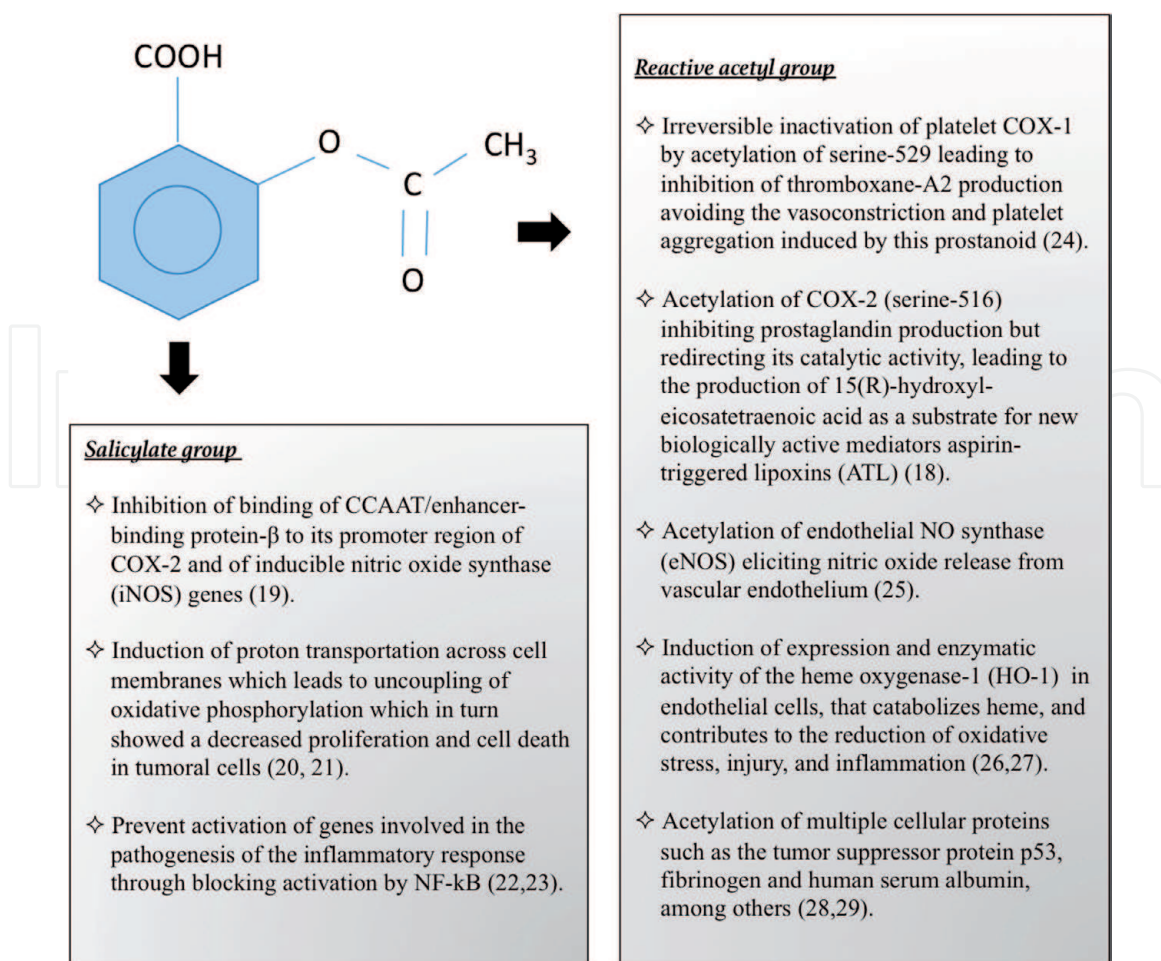 COOH
O
CH3
C
O
Reactive acetyl group
✧ Irreversible inactivation of platelet COX-1
by acetylation of serine-529 leading to
inhibition of thromboxane-A2 production
avoiding the vasoconstriction and platelet
aggregation induced by this prostanoid (24).
✧ Acetylation of COX-2 (serine-516)
inhibiting prostaglandin production but
redirecting its catalytic activity, leading to
the production of 15(R)-hydroxyl-
eicosatetraenoic acid as a substrate for new
biologically active mediators aspirin-
triggered lipoxins (ATL) (18).
✧ Acetylation of endothelial NO synthase
(eNOS) eliciting nitric oxide release from
vascular endothelium (25).
✧ Induction of expression and enzymatic
activity of the heme oxygenase-1 (HO-1) in
endothelial cells, that catabolizes heme, and
contributes to the reduction of oxidative
stress, injury, and inflammation (26,27).
✧ Acetylation of multiple cellular proteins
such as the tumor suppressor protein p53,
fibrinogen and human serum albumin,
among others (28,29).
Salicylate group
✧ Inhibition of binding of CCAAT/enhancer-
binding protein-β to its promoter region of
COX-2 and of inducible nitric oxide synthase
(iNOS) genes (19).
✧ Induction of proton transportation across cell
membranes which leads to uncoupling of
oxidative phosphorylation which in turn
showed a decreased proliferation and cell death
in tumoral cells (20, 21).
✧ Prevent activation of genes involved in the
pathogenesis of the inflammatory response
through blocking activation by NF-kB (22,23).